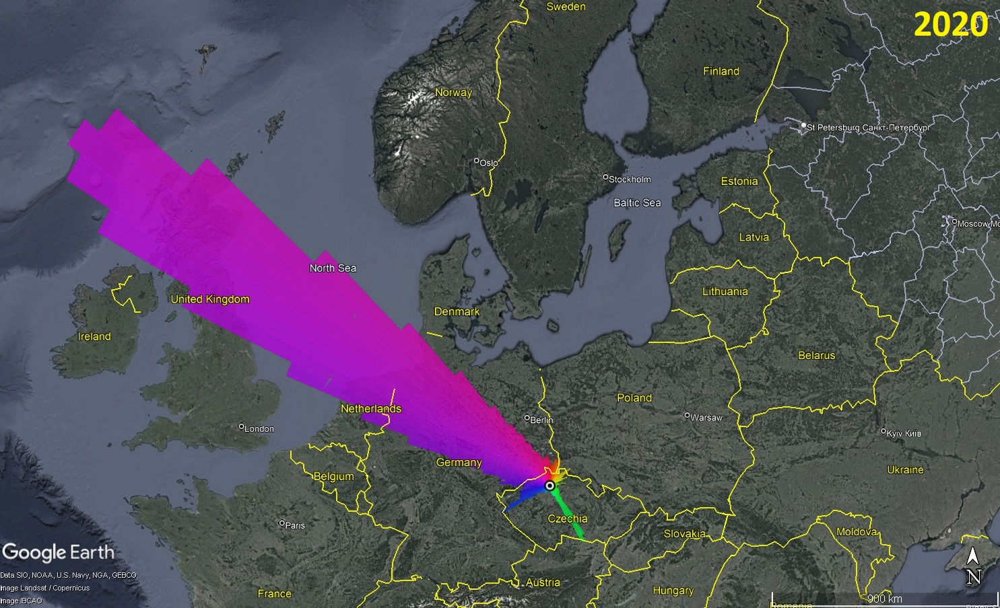 Sweden
2020
Finland
Norway
St Petersburg Санкт-Петербург
Oslo
Stockholm
Estonia
Baltic Sea
Moscow Mo
Latvia
North Sea
Lithuania
United Kingdom
Denmark
Ireland
Belarus
Poland
Netherlands
Warsaw
Berlin
London
Kyiv Київ
Germany
Ukraine
Belgium
Czechia
Paris
Moldova
Slovakia
Google Earth
Data SIO, NOAA, U.S. Navy, NGA, GEBCO
N
Austria
Image Landsat / Copernicus
Hungary
France
900 km
Image IBCAO
Romania